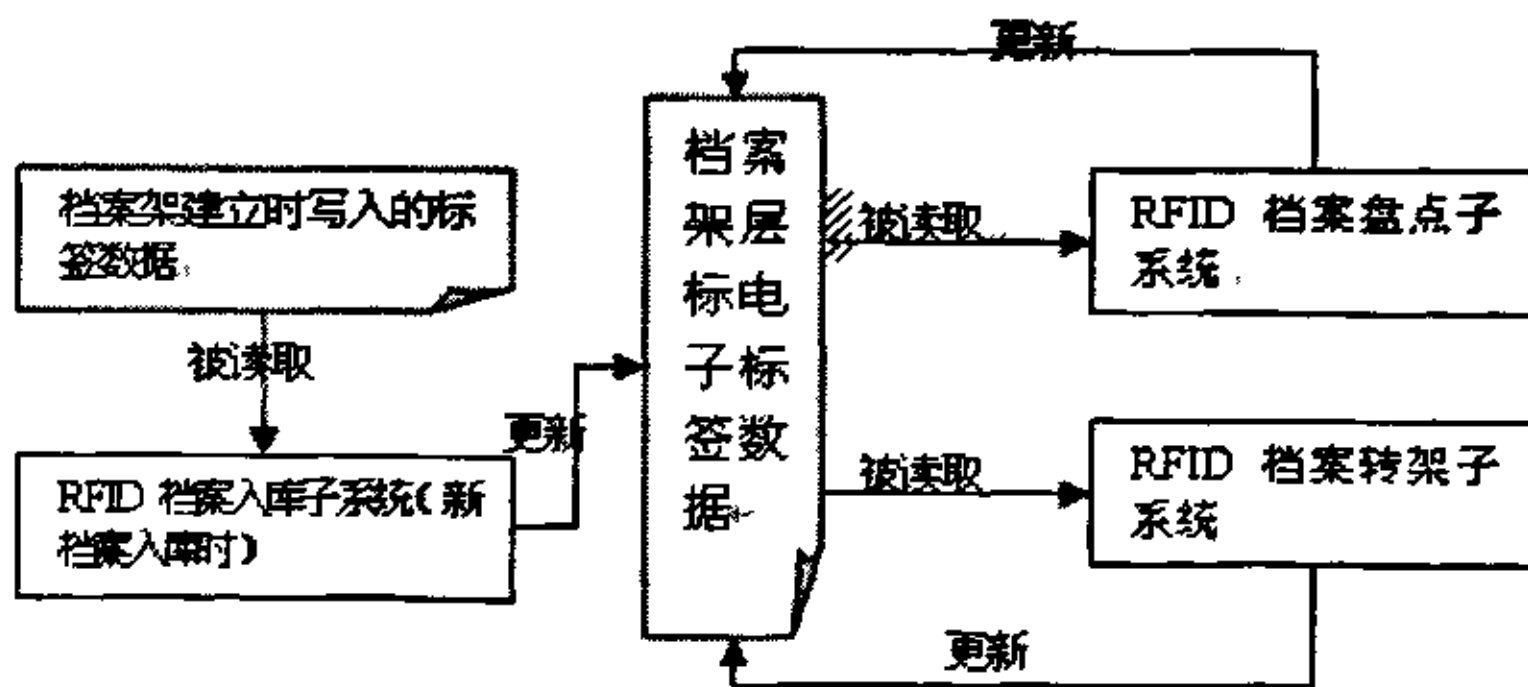 更新
档案架建立时写入的标
签数据
被读取
RFID 档案入库子系统(新
档案入库时)
更新
档案
架层
标电
子标
签数
据
被读取
RFID 档案盘点子
系统
被读取
RFID 档案转架子
系统
更新